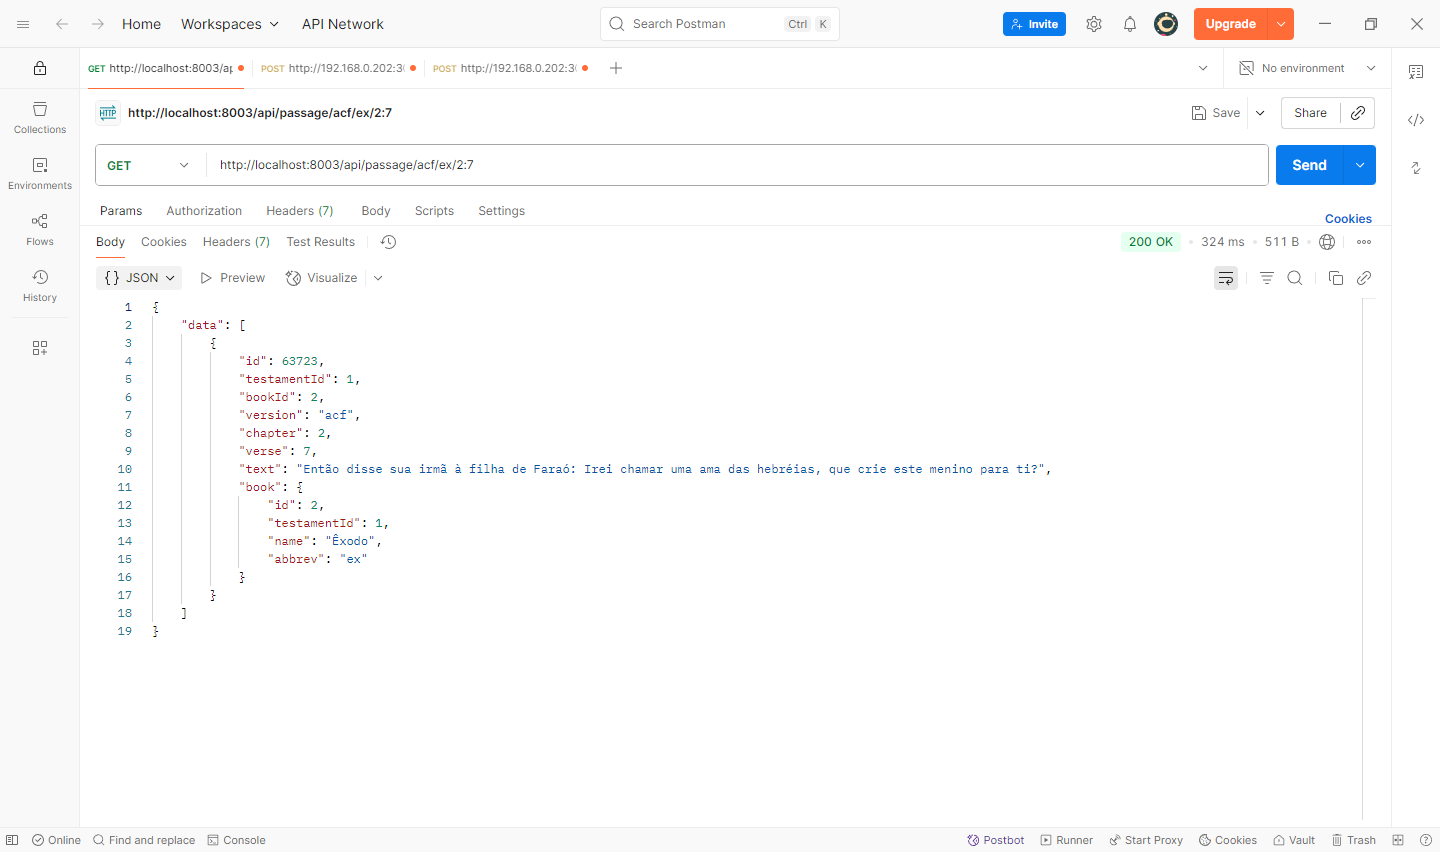 Home Workspaces API Network Search Postman Ctrl K Invite Upgrade
GET http://localhost:8003/ap POST http://192.168.0.202:30 POST http://192.168.0.202:30 No environment
HTTP http://localhost:8003/api/passage/acf/ex/2:7 Save Share
GET http://localhost:8003/api/passage/acf/ex/2:7 Send
Params Authorization Headers (7) Body Scripts Settings Cookies
Body Cookies Headers (7) Test Results 200 OK 324 ms 511 B
{} JSON Preview Visualize
Collections
Environments
Flows
History
1 {
2 "data": [
3 {
4 "id": 63723,
5 "testamentId": 1,
6 "bookId": 2,
7 "version": "acf",
8 "chapter": 2,
9 "verse": 7,
10 "text": "Então disse sua irmã à filha de Faraó: Irei chamar uma ama das hebréias, que crie este menino para ti?",
11 "book": {
12 "id": 2,
13 "testamentId": 1,
14 "name": "Êxodo",
15 "abbrev": "ex"
16 }
17 }
18 ]
19 }
Online Find and replace Console Postbot Runner Start Proxy Cookies Vault Trash